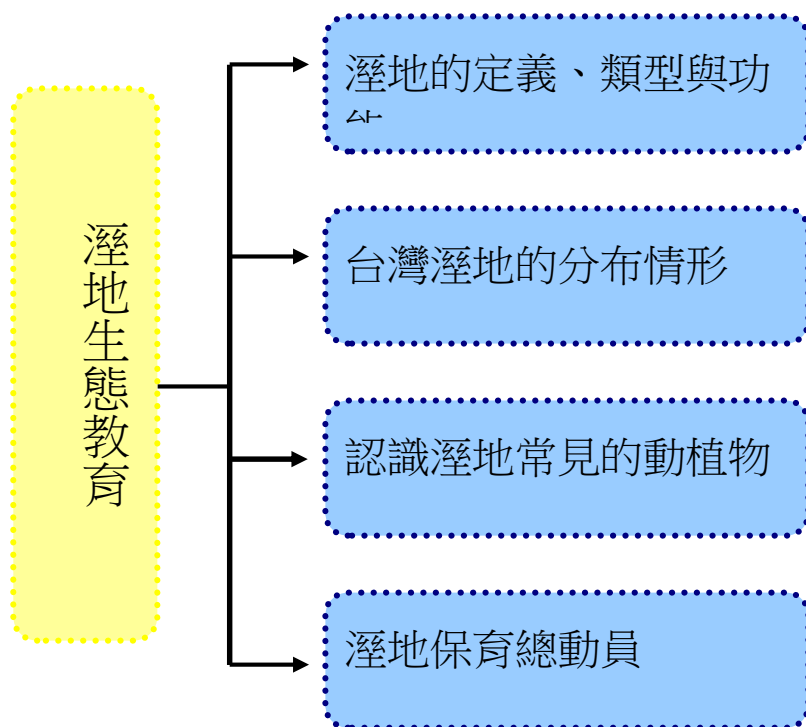 溼地生態教育
溼地的定義、類型與功
能
台灣溼地的分布情形
認識溼地常見的動植物
溼地保育總動員